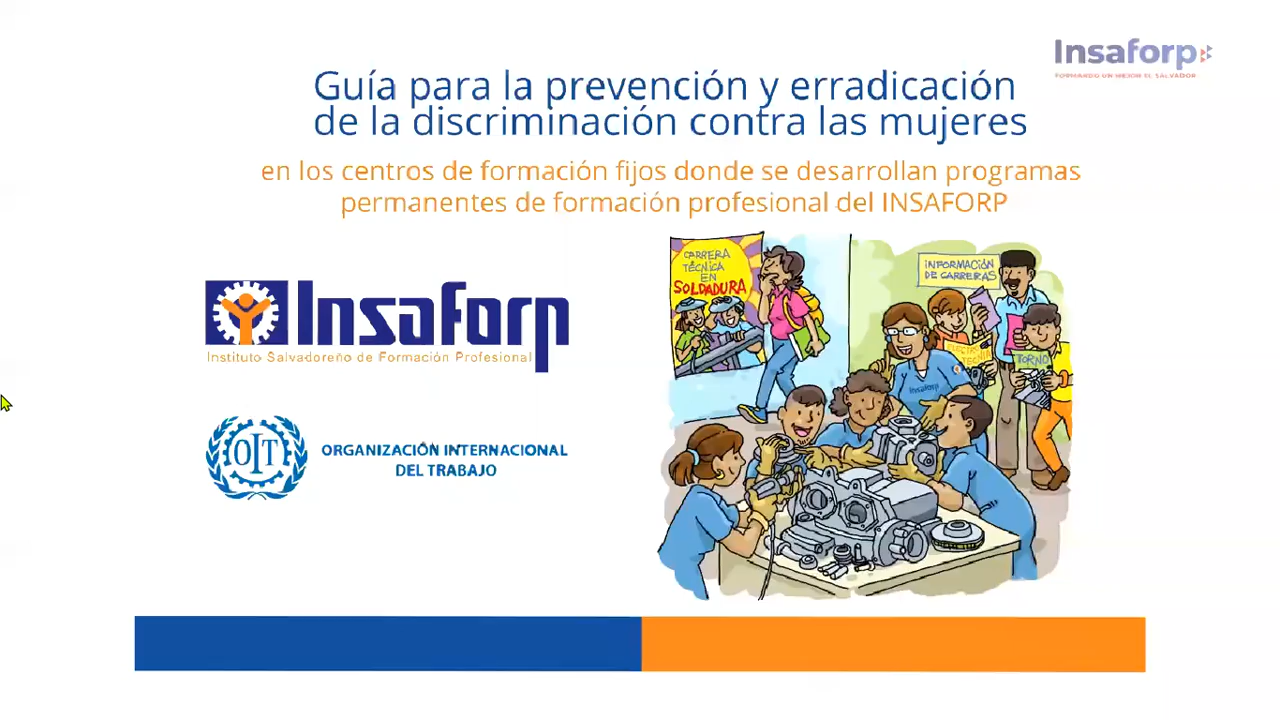 Insaforp
FORMANDO UN MEJOR EL SALVADOR
Guía para la prevención y erradicación
de la discriminación contra las mujeres
en los centros de formación fijos donde se desarrollan programas
permanentes de formación profesional del INSAFORP
Insaforp
Instituto Salvadoreño de Formación Profesional
OIT
ORGANIZACIÓN INTERNACIONAL
DEL TRABAJO
CARRERA
TÉCNICA
EN
SOLDADURA
INFORMACIÓN
DE CARRERAS
TORNO
Insaforp